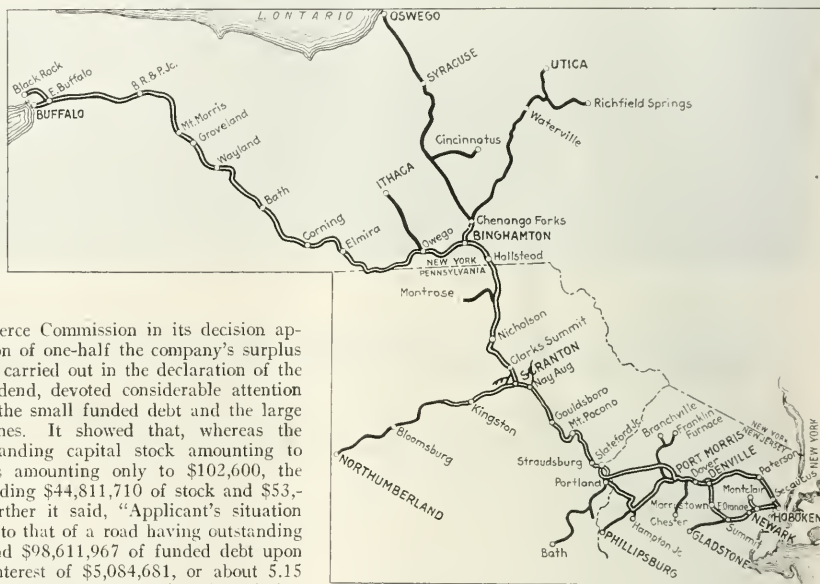 L. ONTARIO
OSWEGO
Black Rock
E. Buffalo
BUFFALO
B.R.& P. Jc.
SYRACUSE
UTICA
Richfield Springs
Waterville
Mt. Morris
Groveland
Wayland
Cincinnatus
ITHACA
Bath
Corning
Elmira
Owego
Chenango Forks
BINGHAMTON
NEW YORK
PENNSYLVANIA
Hallstead
Montrose
Nicholson
Clarks Summit
SCRANTON
Nay Aug
Kingston
Bloomsburg
NORTHUMBERLAND
Gouldsboro
Mt. Pocono
Straudsburg
Slateford Jc.
Portland
Bath
PHILLIPSBURG
Hampton Jc.
Branchville
Franklin
Furnace
PORT MORRIS
Dover
DENVILLE
NEW YORK
NEW JERSEY
Paterson
Secaucus
Montclair
E. Orange
Morristown
Chester
GLADSTONE
Summit
NEWARK
HOBOKEN
NEW YORK
erce Commission in its decision ap-
on of one-half the company's surplus
carried out in the declaration of the
dend, devoted considerable attention
the small funded debt and the large
nes. It showed that, whereas the
anding capital stock amounting to
s amounting only to $102,600, the
ding $44,811,710 of stock and $53,-
rther it said, "Applicant's situation
to that of a road having outstanding
nd $98,611,967 of funded debt upon
nterest of $5,084,681, or about 5.15